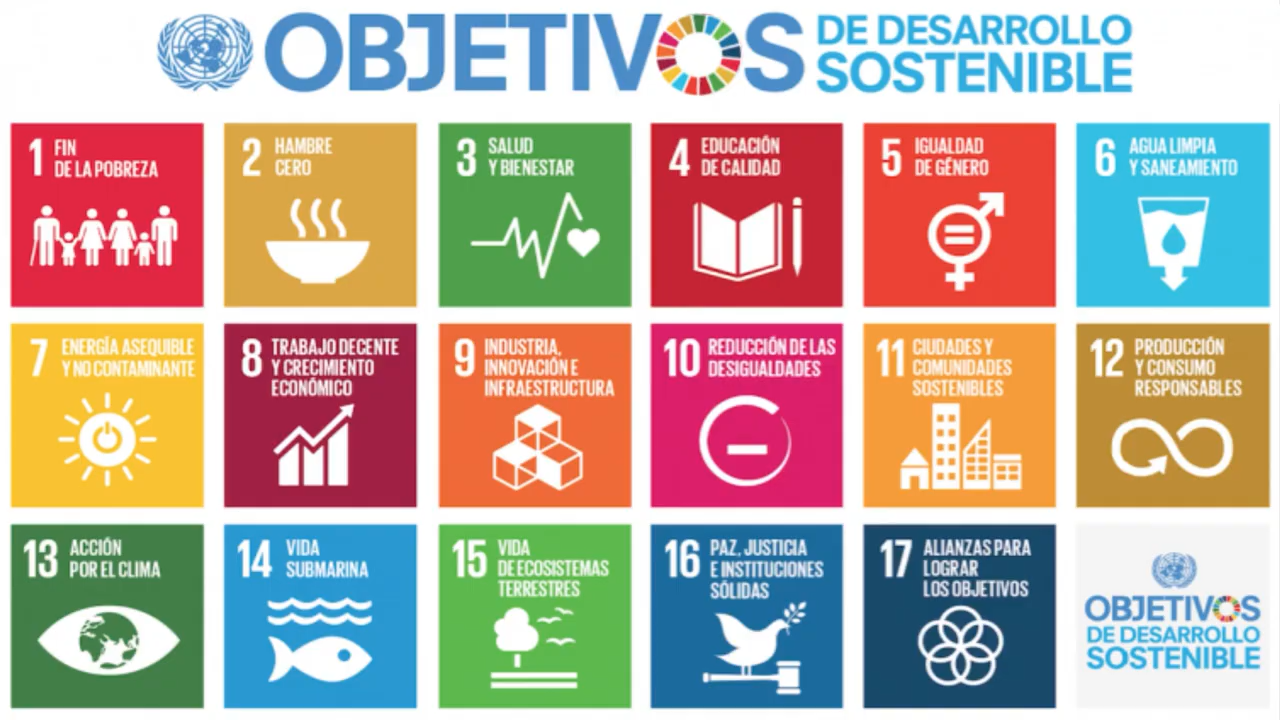 OBJETIVOS
DE DESARROLLO
SOSTENIBLE
1 FIN
DE LA POBREZA
2 HAMBRE
CERO
3 SALUD
Y BIENESTAR
4 EDUCACIÓN
DE CALIDAD
5 IGUALDAD
DE GÉNERO
6 AGUA LIMPIA
Y SANEAMIENTO
7 ENERGÍA ASEQUIBLE
Y NO CONTAMINANTE
8 TRABAJO DECENTE
Y CRECIMIENTO
ECONÓMICO
9 INDUSTRIA,
INNOVACIÓN E
INFRAESTRUCTURA
10 REDUCCIÓN DE LAS
DESIGUALDADES
11 CIUDADES Y
COMUNIDADES
SOSTENIBLES
12 PRODUCCIÓN
Y CONSUMO
RESPONSABLES
13 ACCIÓN
POR EL CLIMA
14 VIDA
SUBMARINA
15 VIDA
DE ECOSISTEMAS
TERRESTRES
16 PAZ, JUSTICIA
E INSTITUCIONES
SÓLIDAS
17 ALIANZAS PARA
LOGRAR
LOS OBJETIVOS
OBJETIVOS
DE DESARROLLO
SOSTENIBLE